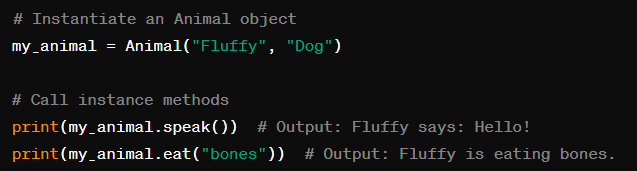 # Instantiate an Animal object
my_animal = Animal("Fluffy", "Dog")
# Call instance methods
print(my_animal.speak())  # Output: Fluffy says: Hello!
print(my_animal.eat("bones"))  # Output: Fluffy is eating bones.